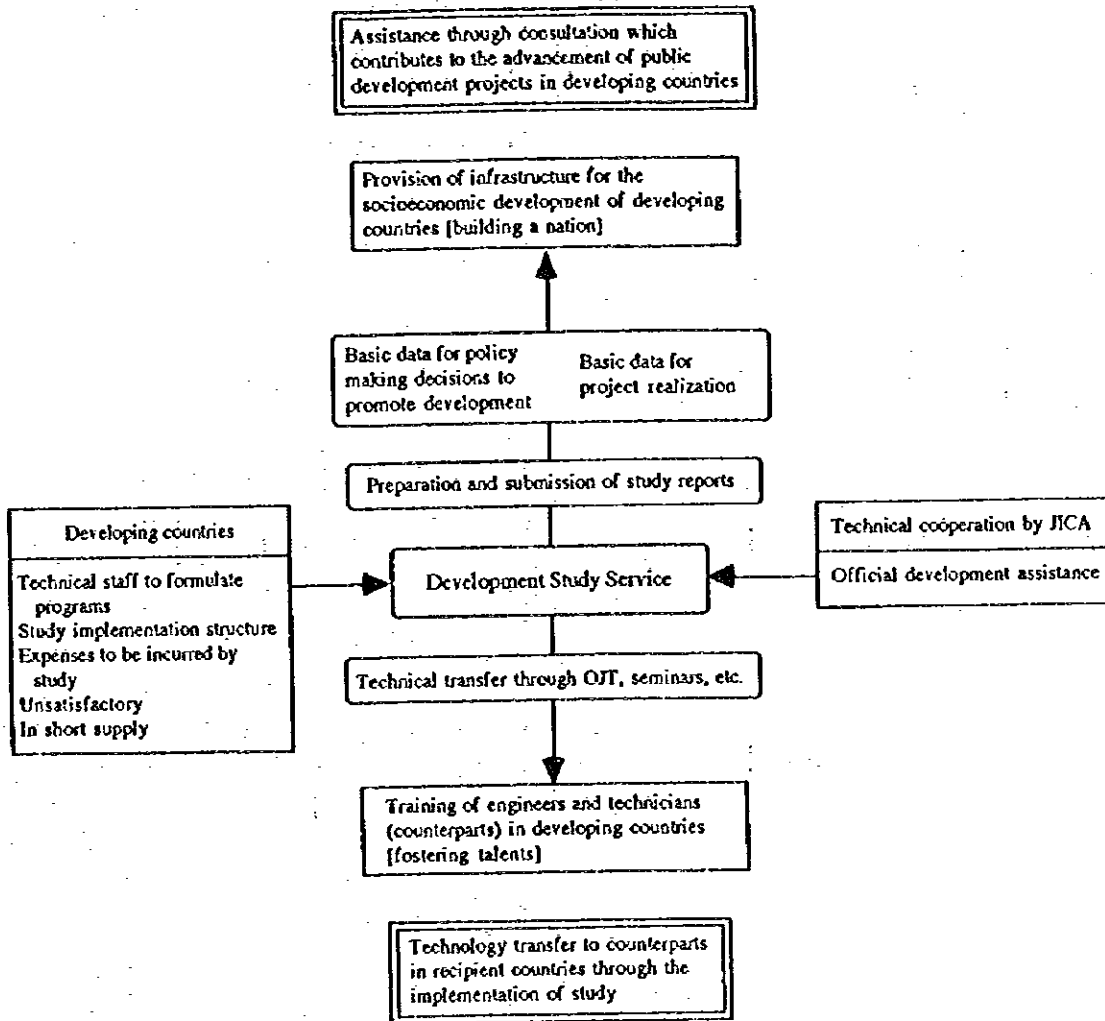 Assistance through consultation which
contributes to the advancement of public
development projects in developing countries
Provision of infrastructure for the
socioeconomic development of developing
countries [building a nation]
Basic data for policy
making decisions to
promote development
Basic data for
project realization
Preparation and submission of study reports
Developing countries
Technical staff to formulate
programs
Study implementation structure
Expenses to be incurred by
study
Unsatisfactory
In short supply
Development Study Service
Technical cooperation by JICA
Official development assistance
Technical transfer through OJT, seminars, etc.
Training of engineers and technicians
(counterparts) in developing countries
[fostering talents]
Technology transfer to counterparts
in recipient countries through the
implementation of study